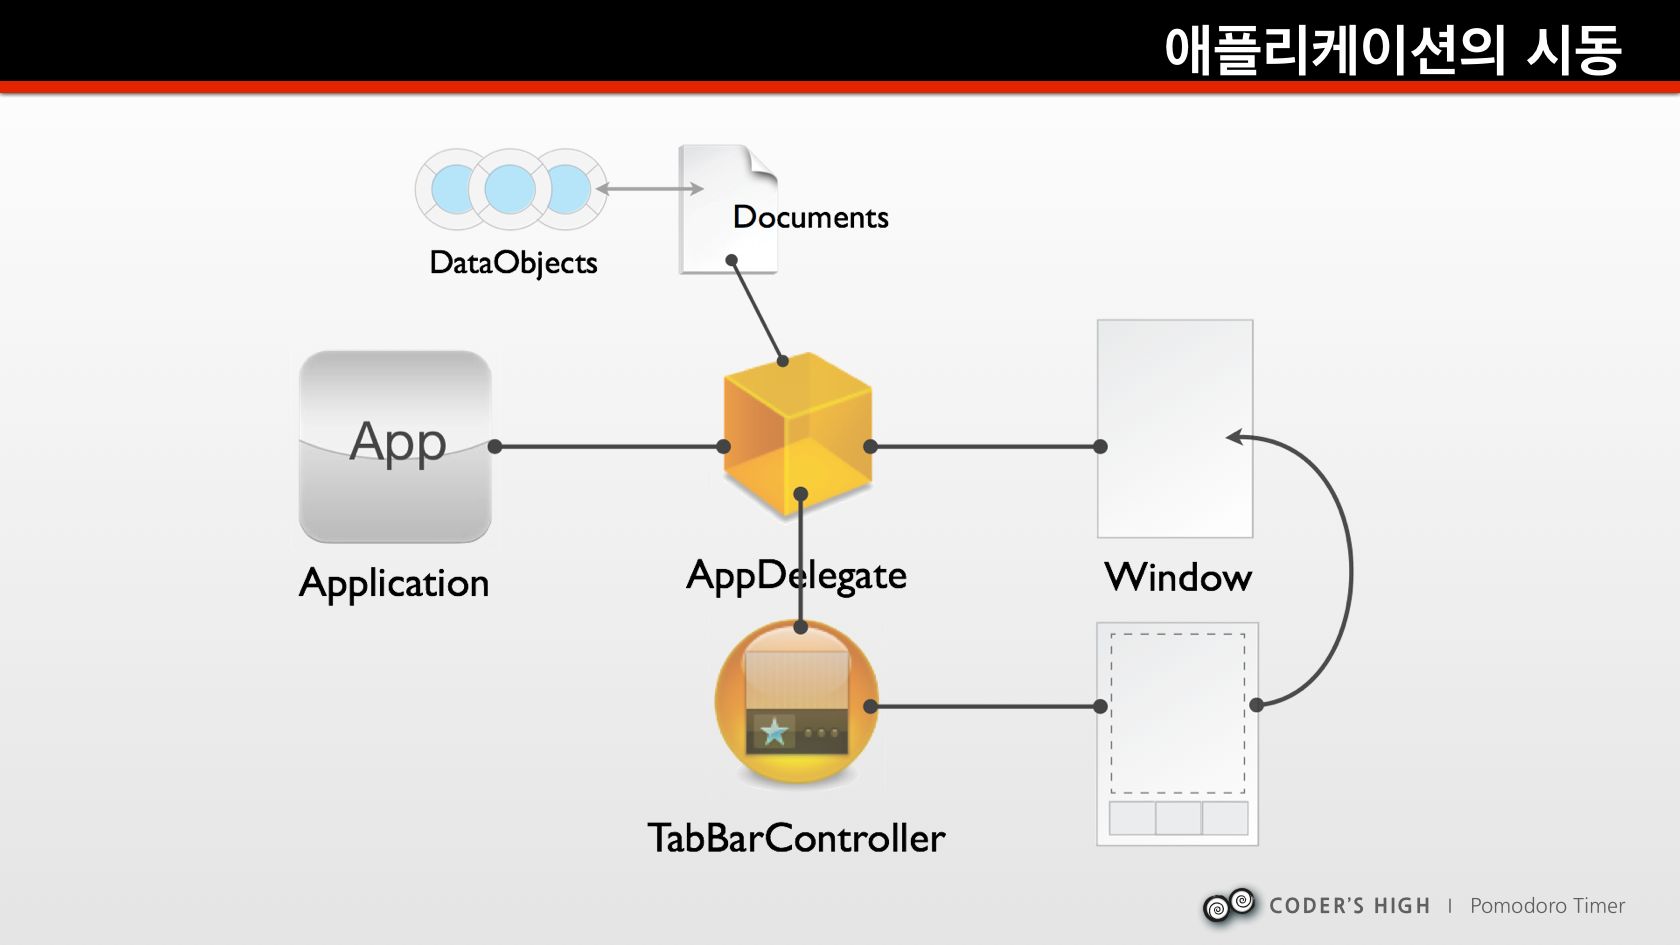 애플리케이션의 시동
Documents
DataObjects
App
Application
AppDelegate
Window
TabBarController
CODER'S HIGH | Pomodoro Timer